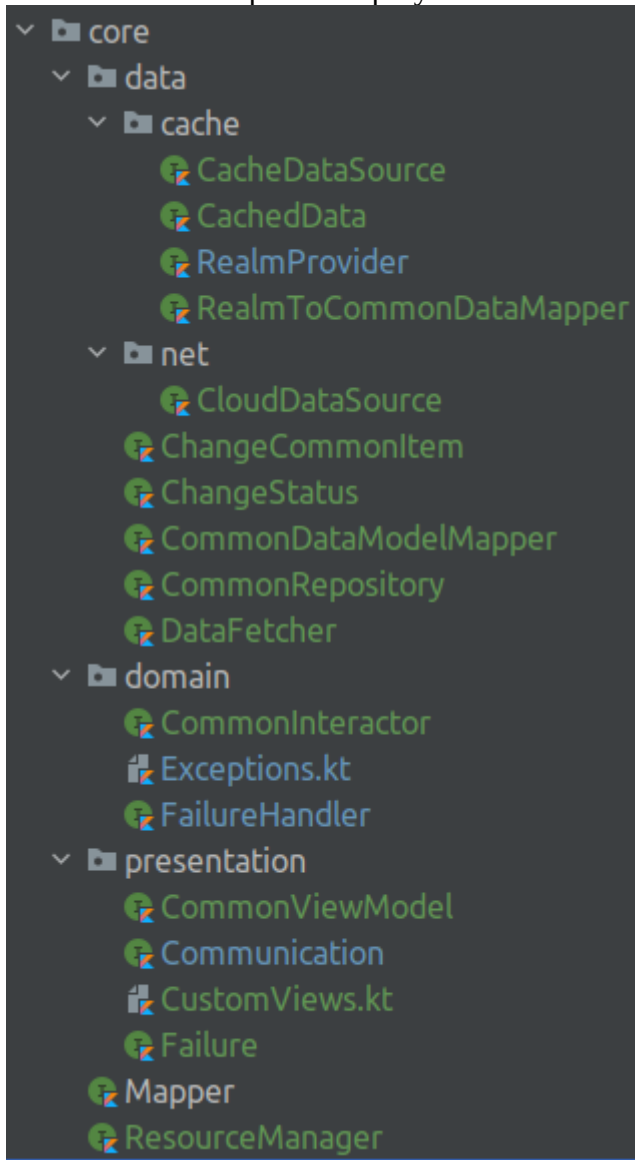 core
data
cache
CacheDataSource
CachedData
RealmProvider
RealmToCommonDataMapper
net
CloudDataSource
ChangeCommonItem
ChangeStatus
CommonDataModelMapper
CommonRepository
DataFetcher
domain
CommonInteractor
Exceptions.kt
FailureHandler
presentation
CommonViewModel
Communication
CustomViews.kt
Failure
Mapper
ResourceManager